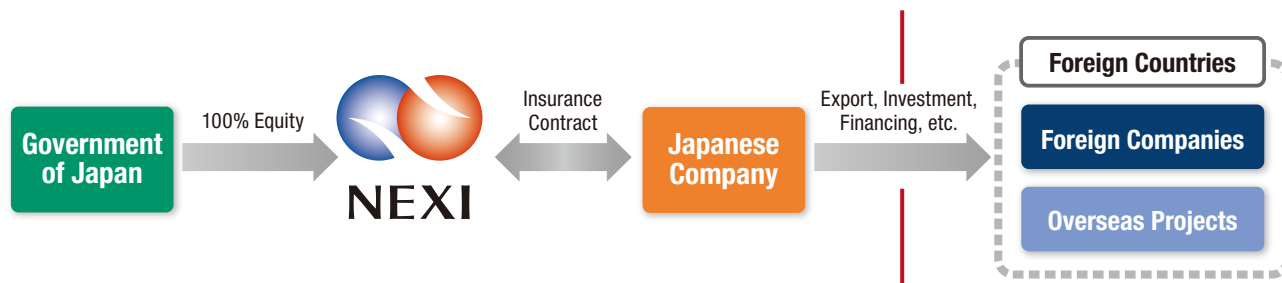 Government
of Japan
100% Equity
NEXI
Insurance
Contract
Japanese
Company
Export, Investment,
Financing, etc.
Foreign Countries
Foreign Companies
Overseas Projects